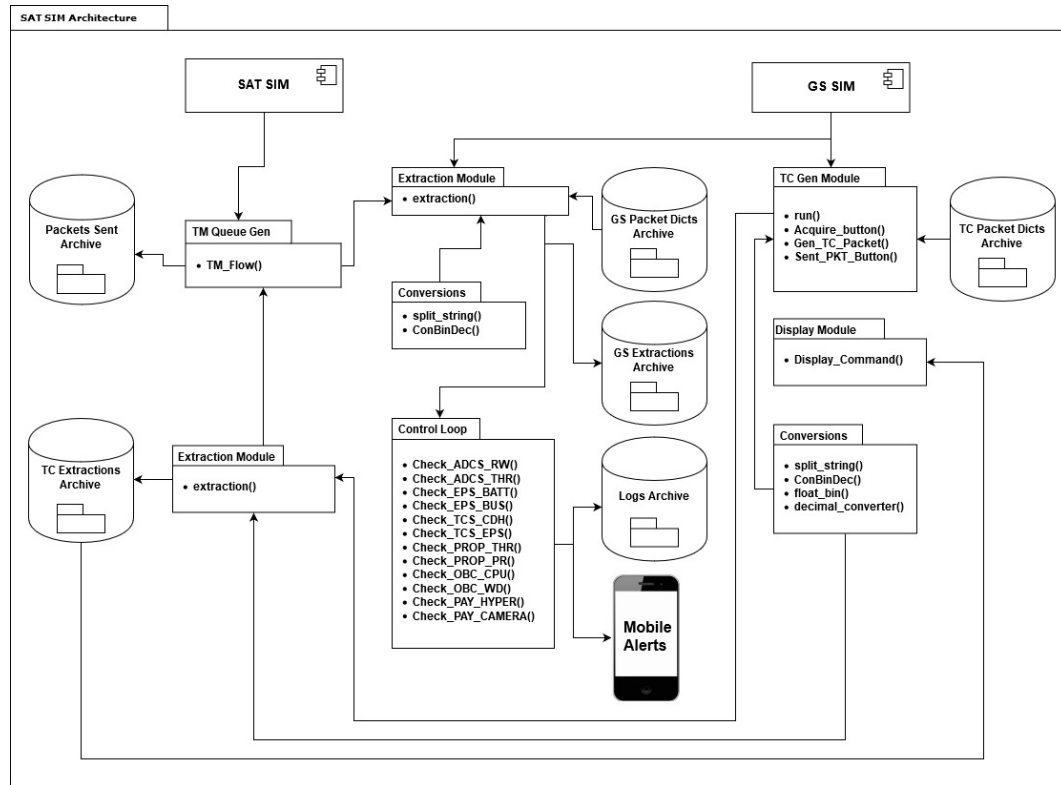 SAT SIM Architecture
SAT SIM
GS SIM
Packets Sent
Archive
TM Queue Gen
• TM_Flow()
Extraction Module
• extraction()
GS Packet Dicts
Archive
TC Gen Module
• run()
• Acquire_button()
• Gen_TC_Packet()
• Sent_PKT_Button()
TC Packet Dicts
Archive
Conversions
• split_string()
• ConBinDec()
GS Extractions
Archive
Display Module
• Display_Command()
TC Extractions
Archive
Extraction Module
• extraction()
Control Loop
• Check_ADCS_RW()
• Check_ADCS_THR()
• Check_EPS_BATT()
• Check_EPS_BUS()
• Check_TCS_CDH()
• Check_TCS_EPS()
• Check_PROP_THR()
• Check_PROP_PR()
• Check_OBC_CPU()
• Check_OBC_WD()
• Check_PAY_HYPER()
• Check_PAY_CAMERA()
Logs Archive
Mobile
Alerts
Conversions
• split_string()
• ConBinDec()
• float_bin()
• decimal_converter()